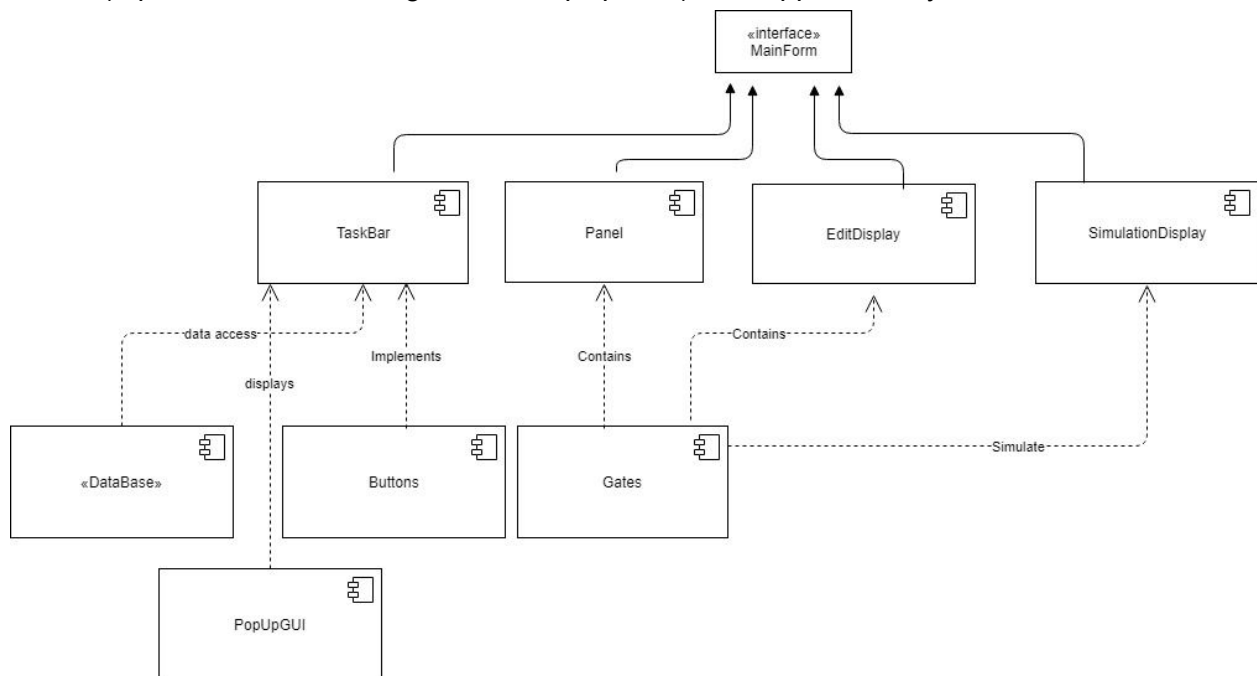 «interface»
MainForm
TaskBar
Panel
EditDisplay
SimulationDisplay
data access
Implements
Contains
Contains
displays
Simulate
«DataBase»
Buttons
Gates
PopUpGUI